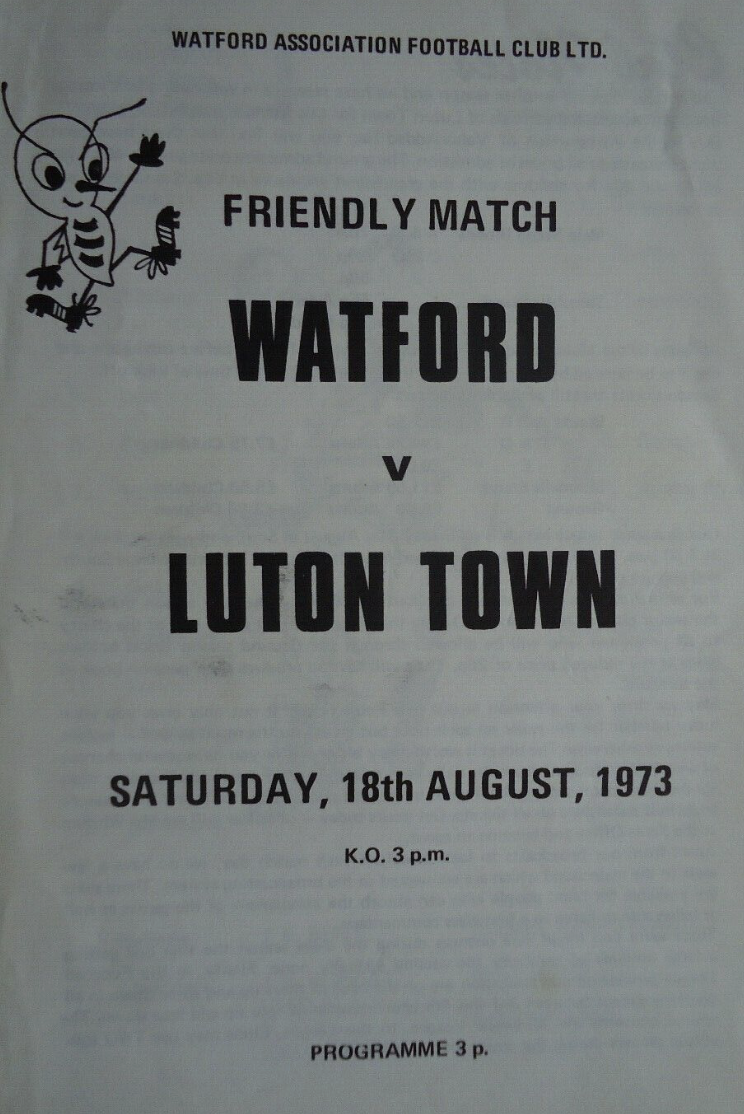 WATFORD ASSOCIATION FOOTBALL CLUB LTD.
FRIENDLY MATCH
WATFORD
v
LUTON TOWN
SATURDAY, 18th AUGUST, 1973
K.O. 3 p.m.
PROGRAMME 3 p.